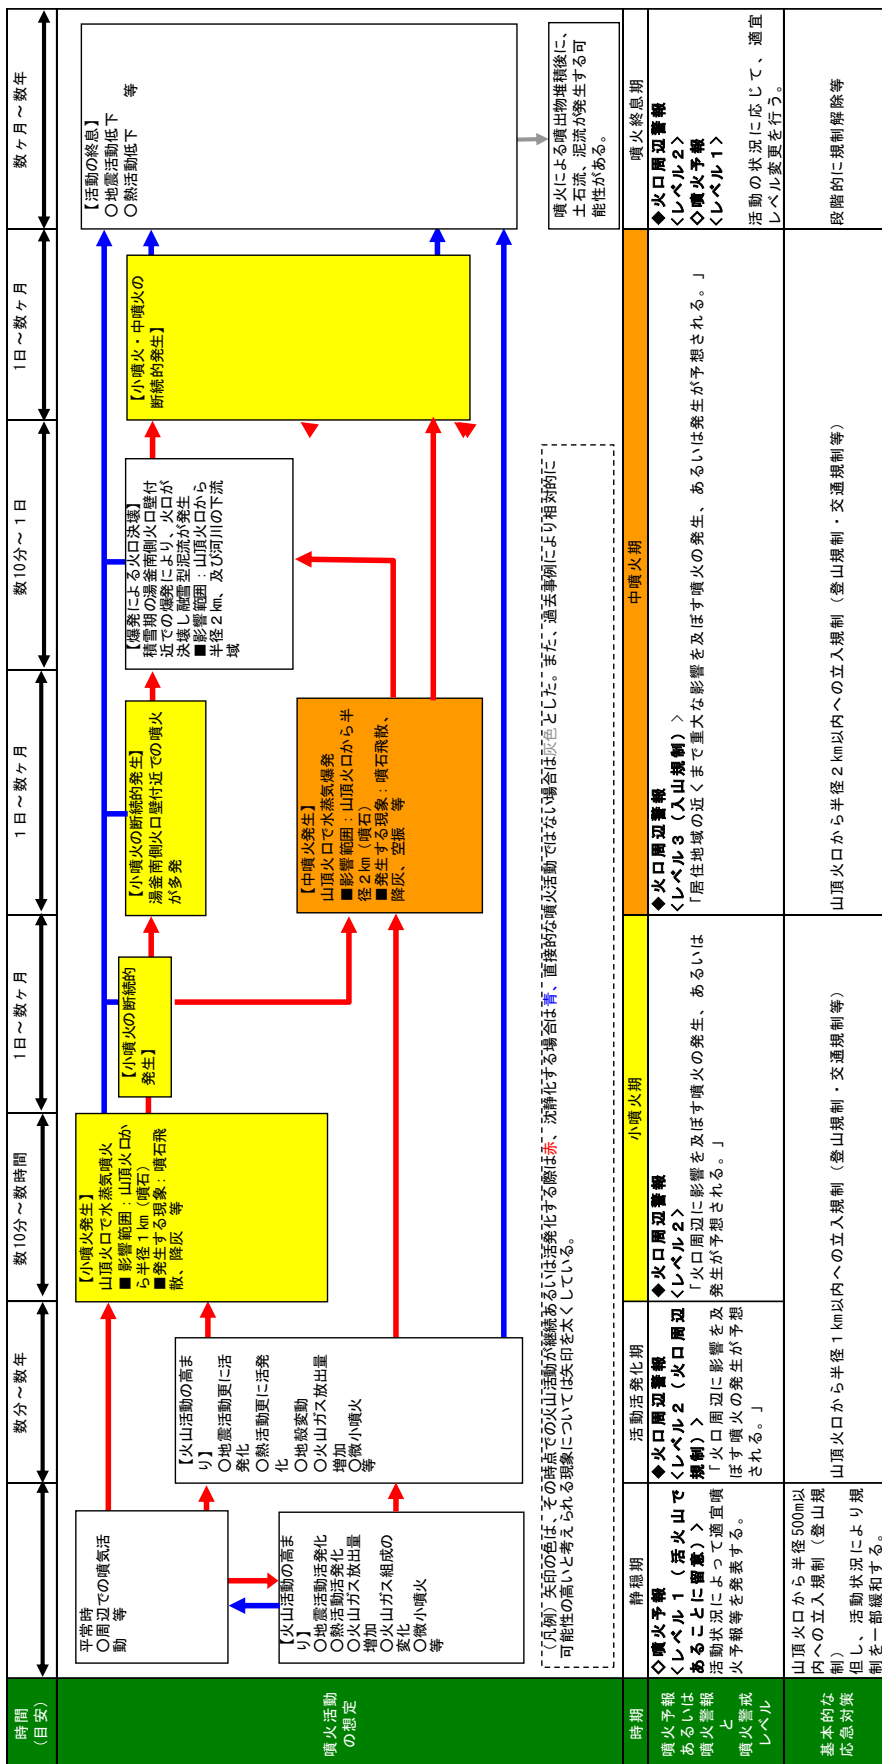 時間
(目安)
数分～数年
数10分～数時間
1日～数ヶ月
1日～数ヶ月
数10分～1日
1日～数ヶ月
数ヶ月～数年
噴火活動
の想定
平常時
○周辺での噴気活
動　等
【火山活動の高ま
り】
○地震活動活発化
○熱活動活発化
○火山ガス放出量
増加
○火山ガス組成の
変化
○微小噴火
等
【火山活動の高ま
り】
○地震活動更に活
発化
○熱活動更に活発
化
○地殻変動
○火山ガス放出量
増加
○微小噴火
等
【小噴火発生】
山頂火口で水蒸気噴火
■影響範囲：山頂火口か
ら半径１km（噴石）
■発生する現象：噴石飛
散、降灰　等
【小噴火の断続的
発生】
【小噴火の断続的発生】
湯釜南側火口壁付近での噴火
が多発
【中噴火発生】
山頂火口で水蒸気爆発
■影響範囲：山頂火口から半
径２km（噴石）
■発生する現象：噴石飛散、
降灰、空振　等
【爆発による火口決壊】
積雪期の湯釜南側火口壁付
近での爆発により、火口が
決壊し融雪型泥流が発生
■影響範囲：山頂火口から
半径２km、及び河川の下流
域
【小噴火・中噴火の
断続的発生】
【活動の終息】
○地震活動低下
○熱活動低下　等
噴火による噴出物堆積後に、
土石流、泥流が発生する可
能性がある。
（凡例）矢印の色は、その時点での火山活動が継続あるいは活発化する際は赤、沈静化する場合は青、直接的な噴火活動ではない場合は灰色とした。また、過去事例により相対的に
可能性の高いと考えられる現象については矢印を太くしている。
時期
静穏期
活動活発化期
小噴火期
中噴火期
噴火終息期
噴火予報
あるいは
噴火警報
と
噴火警戒
レベル
◇噴火予報
<レベル１（活火山で
あることに留意）>
活動状況によって適宜噴
火予報等を発表する。
◆火口周辺警報
<レベル２（火口周辺
規制）>
「火口周辺に影響を及
ぼす噴火の発生が予想
される。」
◆火口周辺警報
<レベル２>
「火口周辺に影響を及ぼす噴火の発生、あるいは
発生が予想される。」
◆火口周辺警報
<レベル３（入山規制）>
「居住地域の近くまで重大な影響を及ぼす噴火の発生、あるいは発生が予想される。」
◆火口周辺警報
<レベル２>
◇噴火予報
<レベル１>
活動の状況に応じて、適宜
レベル変更を行う。
基本的な
応急対策
山頂火口から半径500m以
内への立入規制（登山規
制）
但し、活動状況により規
制を一部緩和する。
山頂火口から半径１km以内への立入規制（登山規制・交通規制等）
山頂火口から半径２km以内への立入規制（登山規制・交通規制等）
段階的に規制解除等